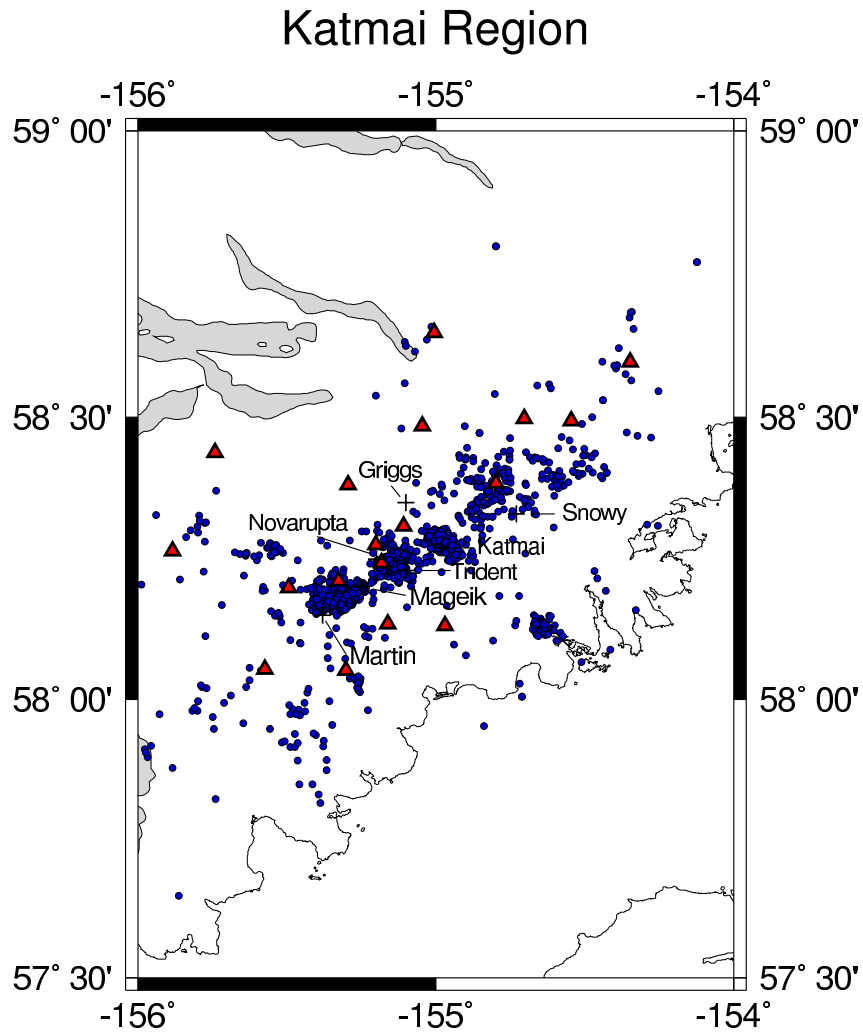 Katmai Region
-156° -155° -154°
59° 00' 59° 00'
58° 30' 58° 30'
Griggs
Snowy
Novarupta
Katmai
Trident
Mageik
Martin
58° 00' 58° 00'
57° 30' 57° 30'
-156° -155° -154°